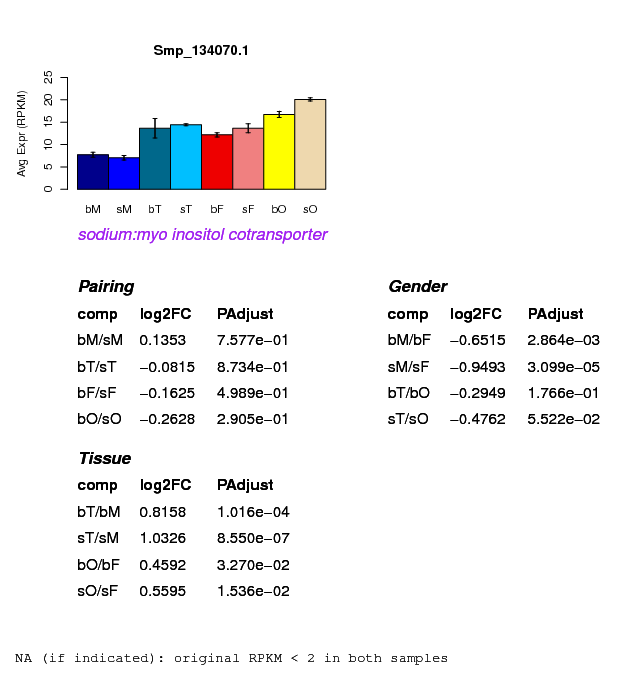 Smp_134070.1
Avg Expr (RPKM)
25
20
15
10
5
0
bM sM bT sT bF sF bO sO
sodium:myo inositol cotransporter
Pairing
comp log2FC PAdjust
bM/sM 0.1353 7.577e−01
bT/sT −0.0815 8.734e−01
bF/sF −0.1625 4.989e−01
bO/sO −0.2628 2.905e−01
Gender
comp log2FC PAdjust
bM/bF −0.6515 2.864e−03
sM/sF −0.9493 3.099e−05
bT/bO −0.2949 1.766e−01
sT/sO −0.4762 5.522e−02
Tissue
comp log2FC PAdjust
bT/bM 0.8158 1.016e−04
sT/sM 1.0326 8.550e−07
bO/bF 0.4592 3.270e−02
sO/sF 0.5595 1.536e−02
NA (if indicated): original RPKM < 2 in both samples